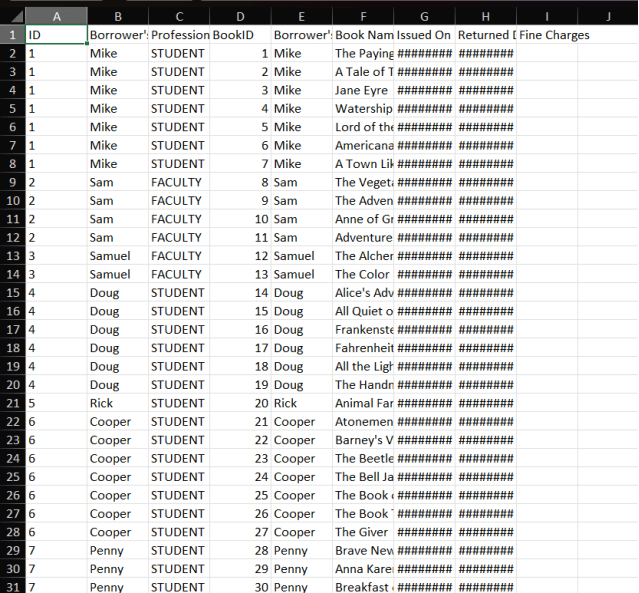 A B C D E F G H I J
1 ID Borrower's Profession BookID Borrower's Book Nam Issued On Returned D Fine Charges
2 1 Mike STUDENT 1 Mike The Paying ######## ########
3 1 Mike STUDENT 2 Mike A Tale of T ######## ########
4 1 Mike STUDENT 3 Mike Jane Eyre ######## ########
5 1 Mike STUDENT 4 Mike Watership ######## ########
6 1 Mike STUDENT 5 Mike Lord of the ######## ########
7 1 Mike STUDENT 6 Mike Americana ######## ########
8 1 Mike STUDENT 7 Mike A Town Lik ######## ########
9 2 Sam FACULTY 8 Sam The Vegeta ######## ########
10 2 Sam FACULTY 9 Sam The Adven ######## ########
11 2 Sam FACULTY 10 Sam Anne of Gr ######## ########
12 2 Sam FACULTY 11 Sam Adventure ######## ########
13 3 Samuel FACULTY 12 Samuel The Alcher ######## ########
14 3 Samuel FACULTY 13 Samuel The Color ######## ########
15 4 Doug STUDENT 14 Doug Alice's Adv ######## ########
16 4 Doug STUDENT 15 Doug All Quiet o ######## ########
17 4 Doug STUDENT 16 Doug Frankenste ######## ########
18 4 Doug STUDENT 17 Doug Fahrenheit ######## ########
19 4 Doug STUDENT 18 Doug All the Ligh ######## ########
20 4 Doug STUDENT 19 Doug The Handn ######## ########
21 5 Rick STUDENT 20 Rick Animal Far ######## ########
22 6 Cooper STUDENT 21 Cooper Atonemen ######## ########
23 6 Cooper STUDENT 22 Cooper Barney's V ######## ########
24 6 Cooper STUDENT 23 Cooper The Beetle ######## ########
25 6 Cooper STUDENT 24 Cooper The Bell Ja ######## ########
26 6 Cooper STUDENT 25 Cooper The Book ######## ########
27 6 Cooper STUDENT 26 Cooper The Book ######## ########
28 6 Cooper STUDENT 27 Cooper The Giver ######## ########
29 7 Penny STUDENT 28 Penny Brave New ######## ########
30 7 Penny STUDENT 29 Penny Anna Karer ######## ########
31 7 Penny STUDENT 30 Penny Breakfast ######## ########